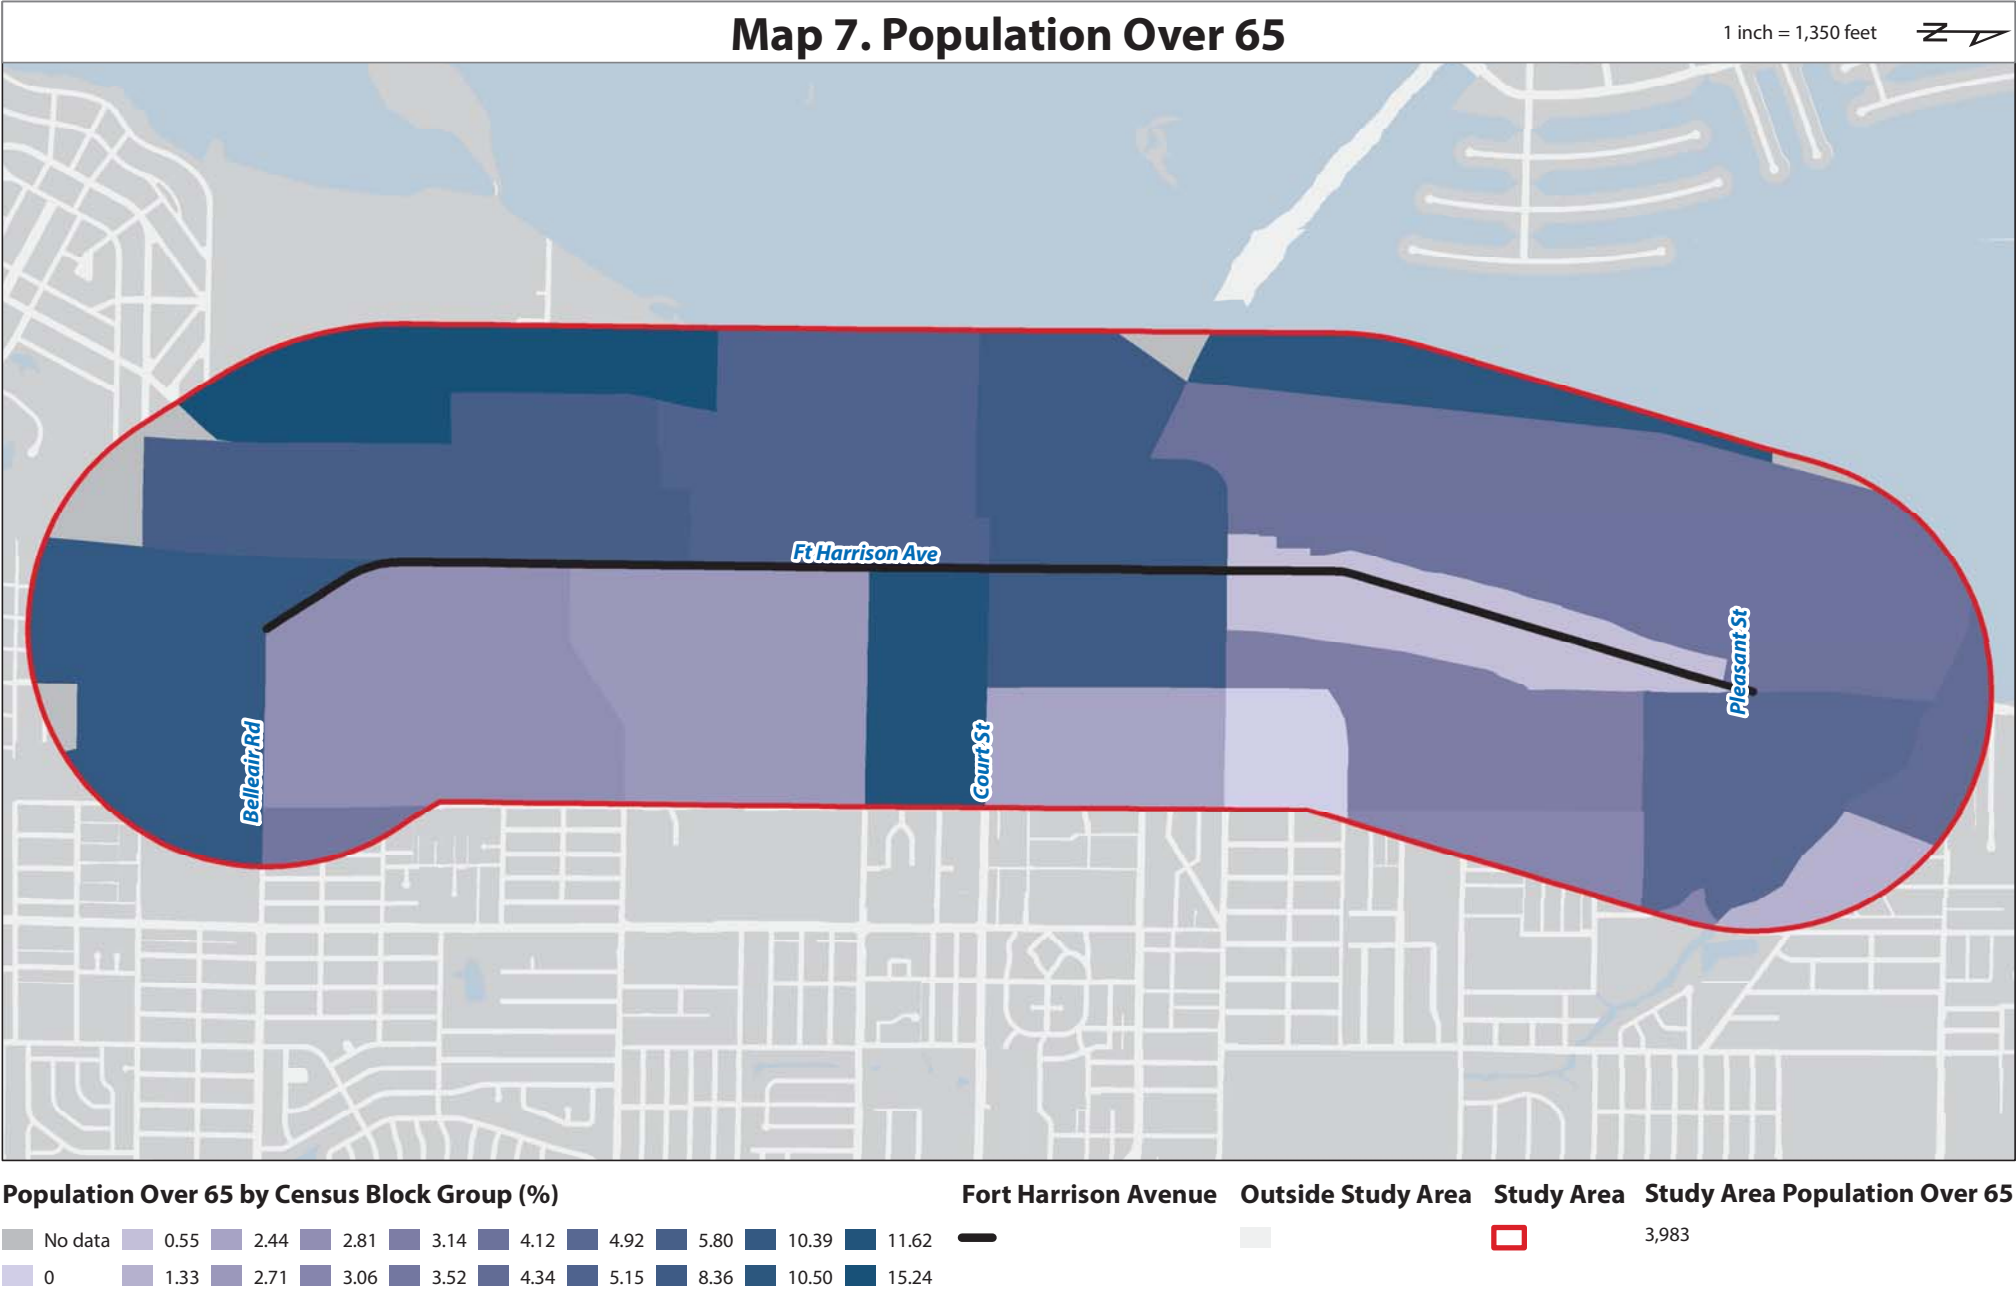 Map 7. Population Over 65
1 inch = 1,350 feet
Z
Ft Harrison Ave
Belleair Rd
Court St
Pleasant St
Population Over 65 by Census Block Group (%)
Fort Harrison Avenue
Outside Study Area
Study Area
Study Area Population Over 65
No data 0.55 2.44 2.81 3.14 4.12 4.92 5.80 10.39 11.62
3,983
0 1.33 2.71 3.06 3.52 4.34 5.15 8.36 10.50 15.24